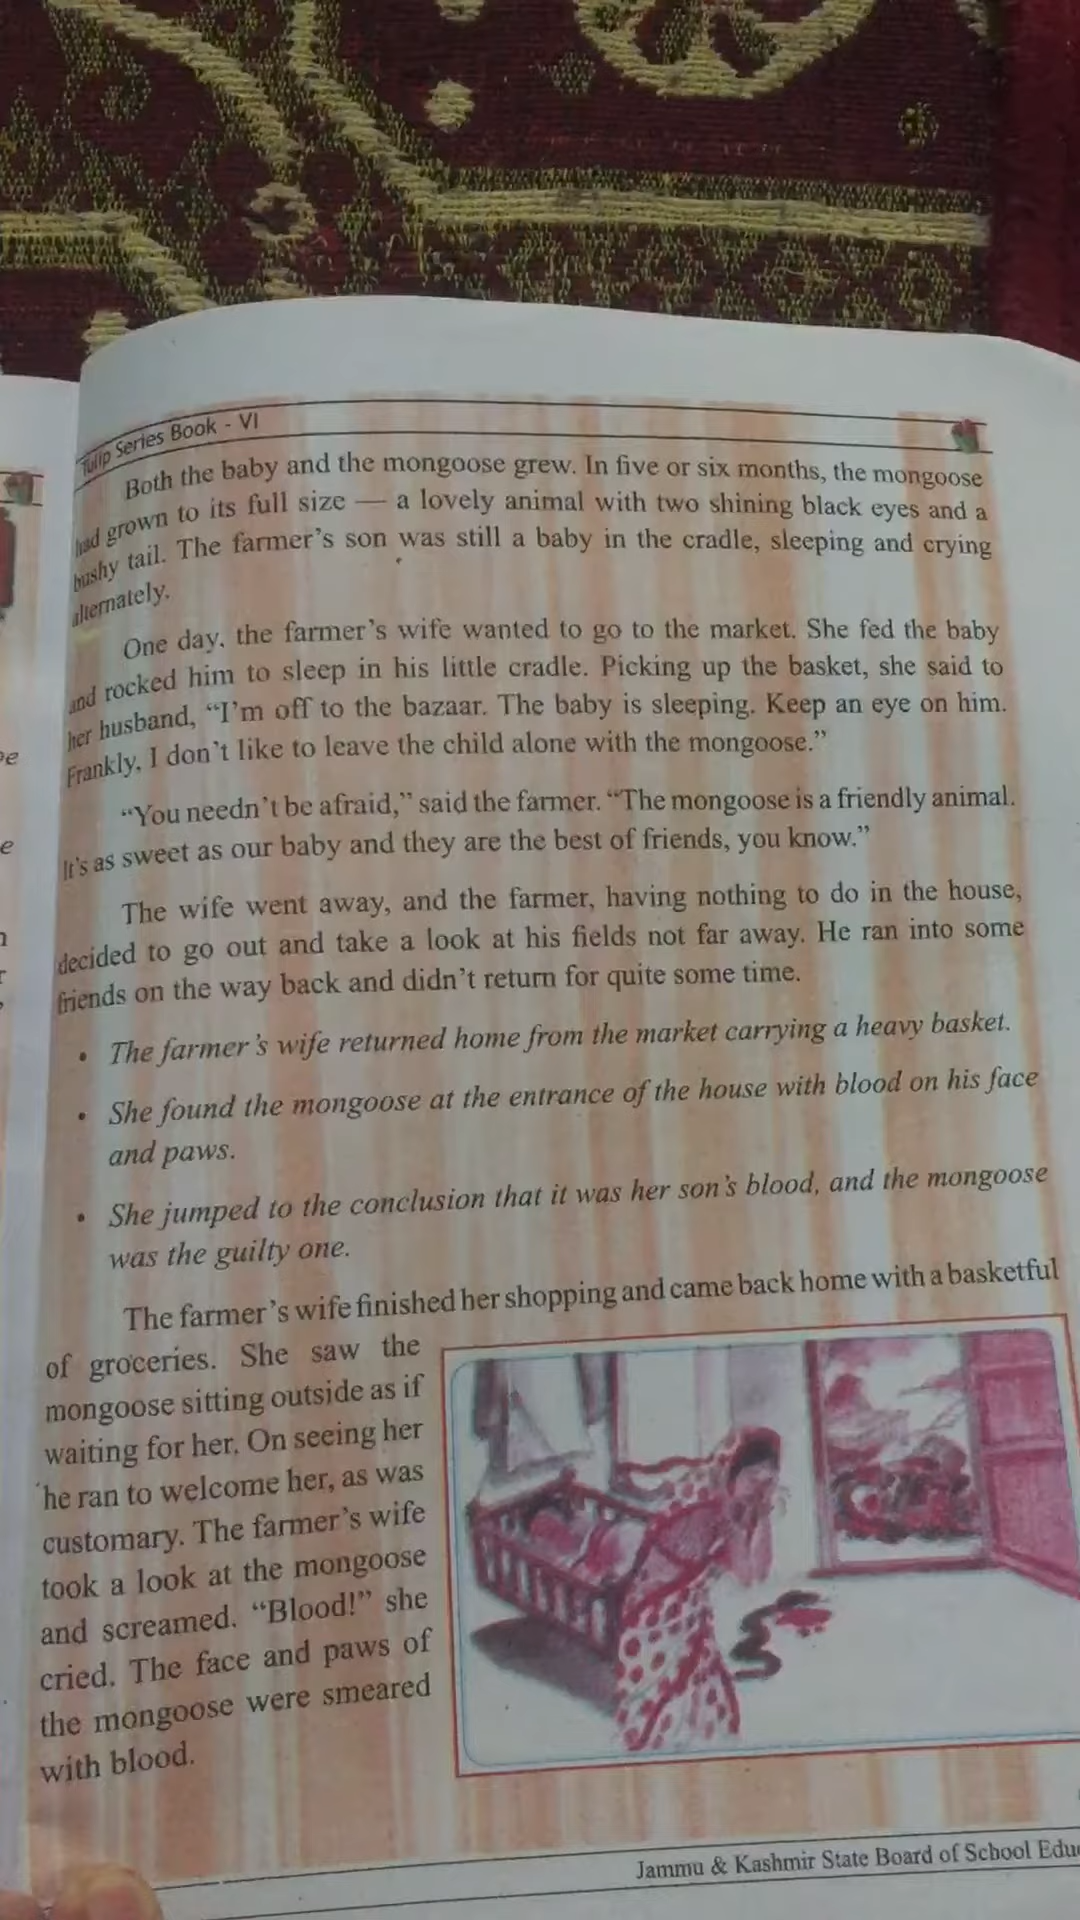 Tulip Series Book - VI
Both the baby and the mongoose grew. In five or six months, the mongoose
had grown to its full size — a lovely animal with two shining black eyes and a
bushy tail. The farmer's son was still a baby in the cradle, sleeping and crying
alternately.
One day, the farmer's wife wanted to go to the market. She fed the baby
and rocked him to sleep in his little cradle. Picking up the basket, she said to
her husband, “I'm off to the bazaar. The baby is sleeping. Keep an eye on him.
Frankly, I don't like to leave the child alone with the mongoose.”
“You needn't be afraid,” said the farmer. “The mongoose is a friendly animal.
It's as sweet as our baby and they are the best of friends, you know.”
The wife went away, and the farmer, having nothing to do in the house,
decided to go out and take a look at his fields not far away. He ran into some
friends on the way back and didn't return for quite some time.
• The farmer's wife returned home from the market carrying a heavy basket.
• She found the mongoose at the entrance of the house with blood on his face
and paws.
• She jumped to the conclusion that it was her son's blood, and the mongoose
was the guilty one.
The farmer's wife finished her shopping and came back home with a basketful
of groceries. She saw the
mongoose sitting outside as if
waiting for her. On seeing her
he ran to welcome her, as was
customary. The farmer's wife
took a look at the mongoose
and screamed. “Blood!” she
cried. The face and paws of
the mongoose were smeared
with blood.
Jammu & Kashmir State Board of School Edu